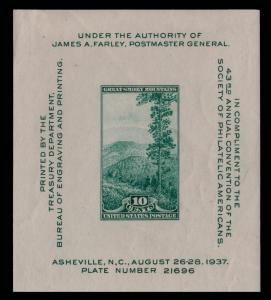 UNDER THE AUTHORITY OF
JAMES A. FARLEY, POSTMASTER GENERAL.
PRINTED BY THE
TREASURY DEPARTMENT,
BUREAU OF ENGRAVING AND PRINTING.
GREAT SMOKY MOUNTAINS
10
CENTS
UNITED STATES POSTAGE
IN COMPLIMENT TO THE
43RD ANNUAL CONVENTION OF THE
SOCIETY OF PHILATELIC AMERICANS.
ASHEVILLE, N.C., AUGUST 26-28, 1937.
PLATE NUMBER 21696